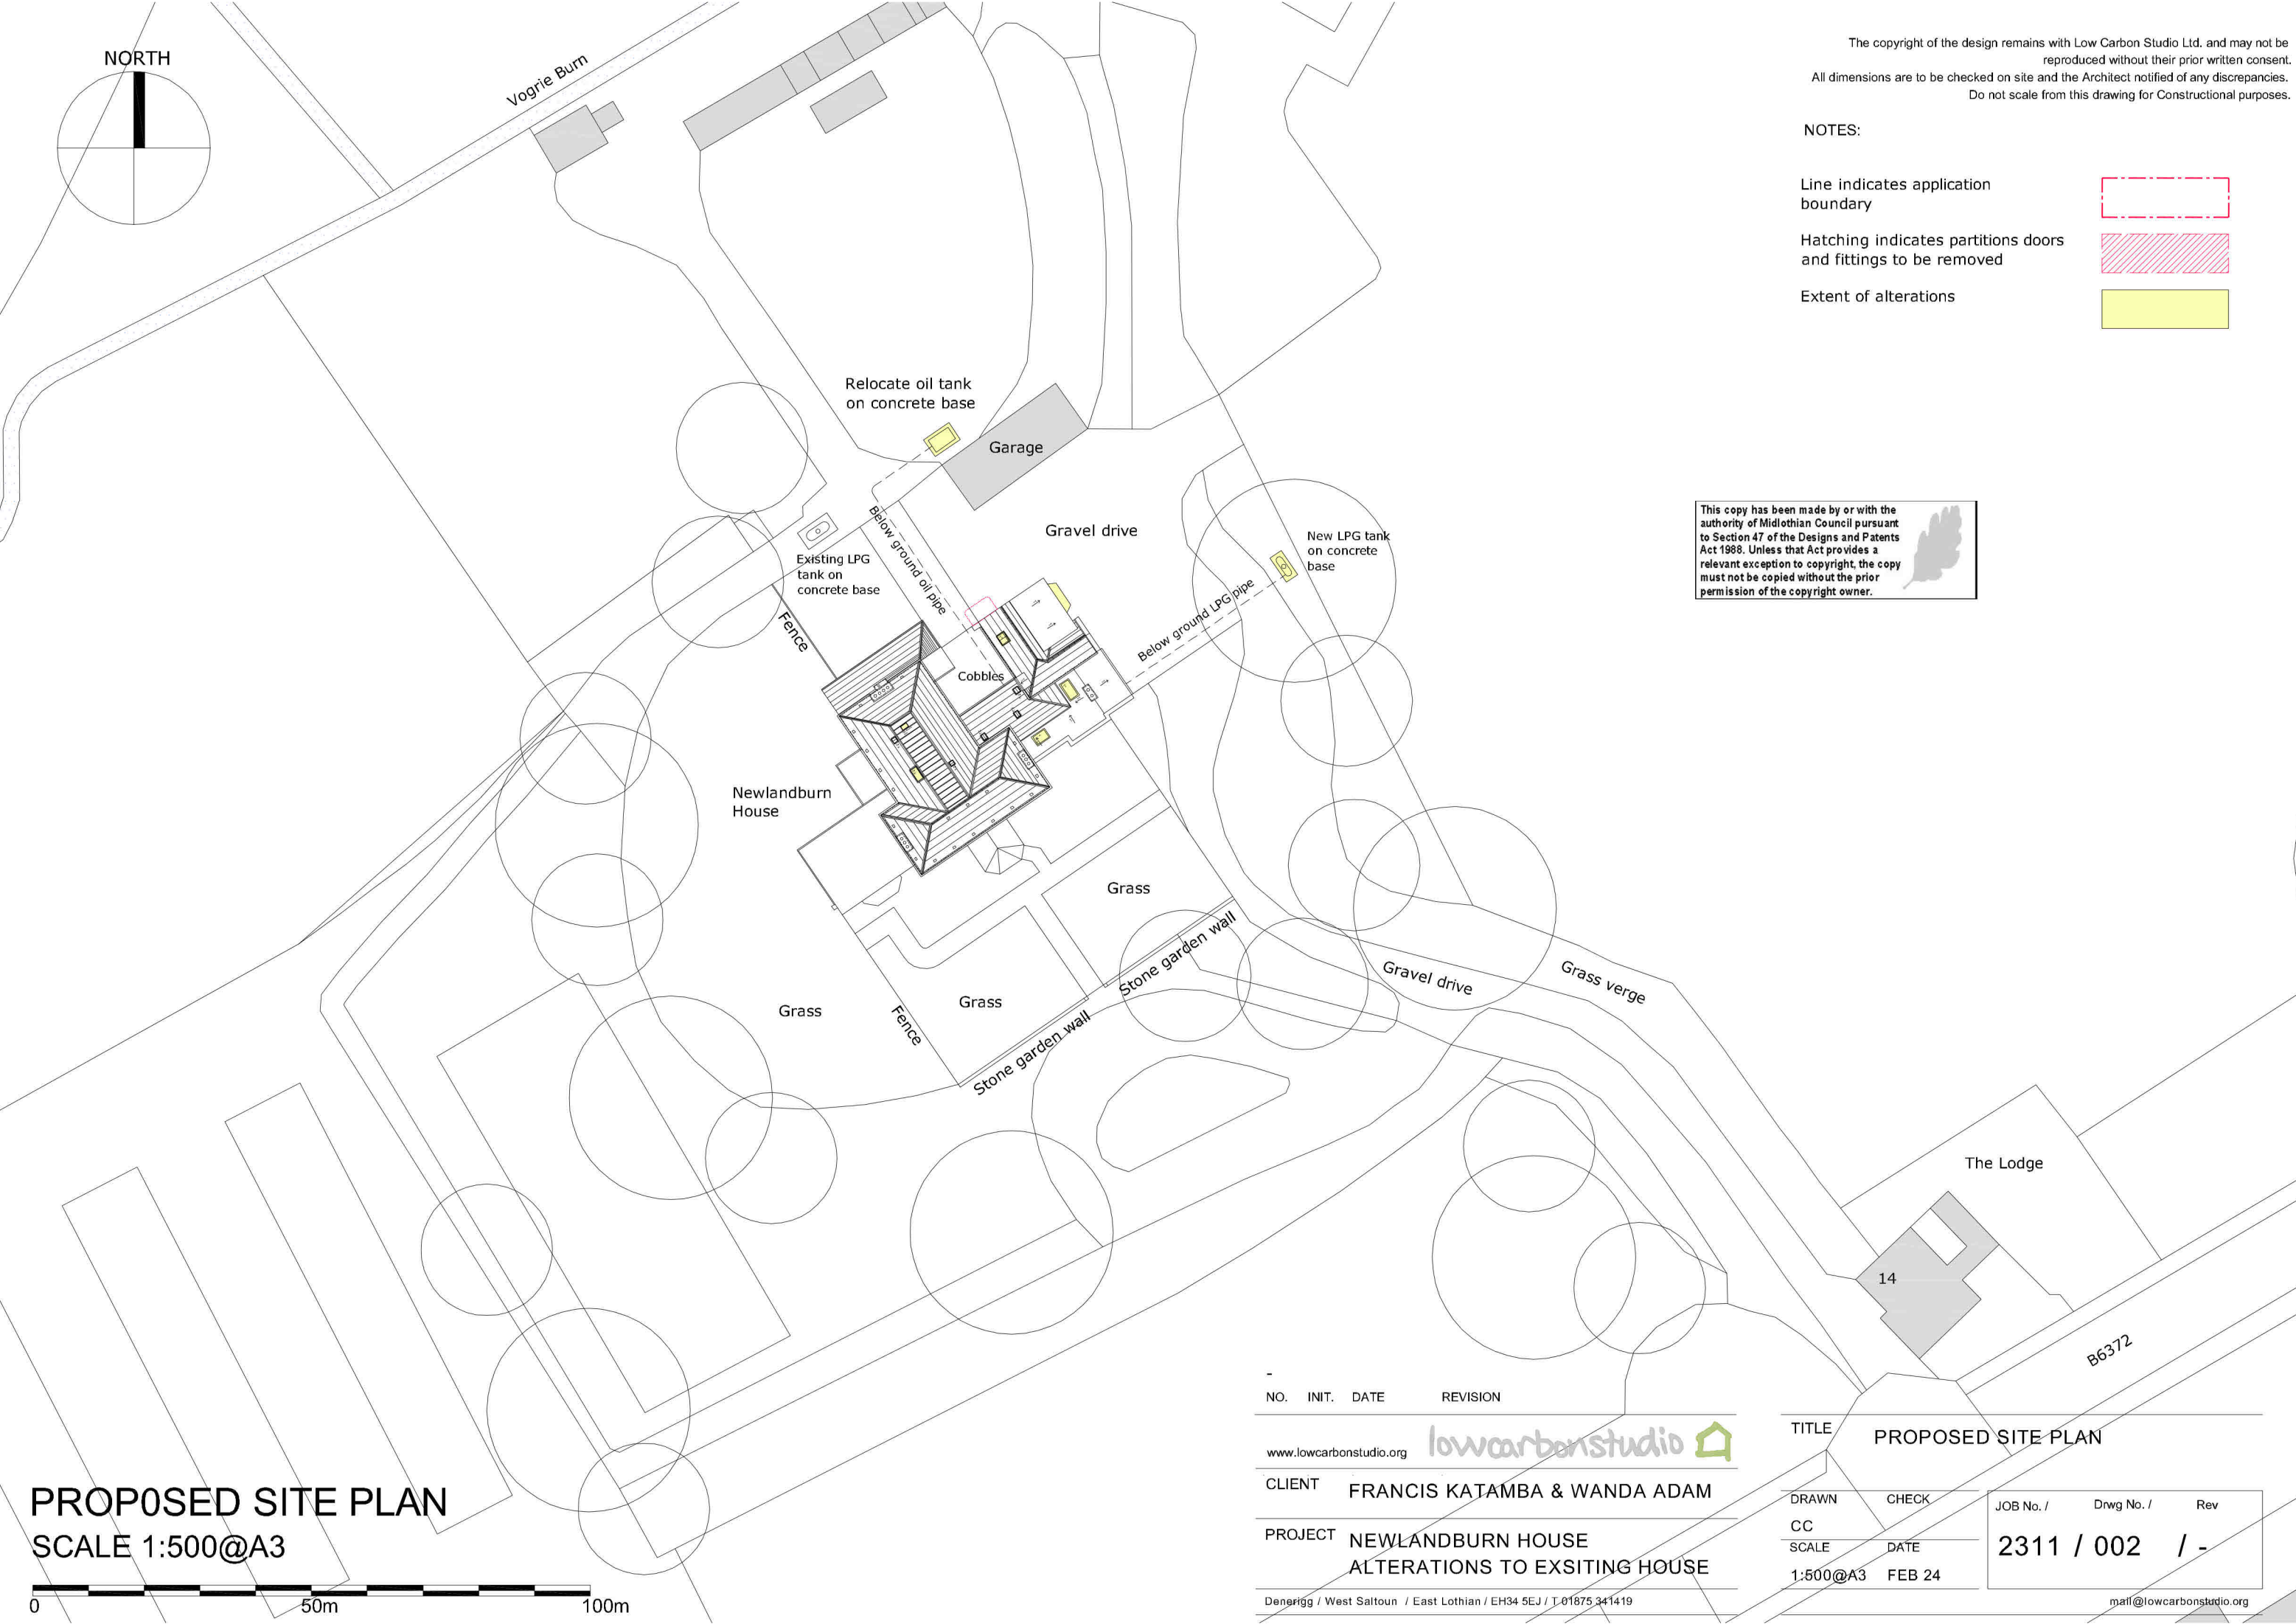 The copyright of the design remains with Low Carbon Studio Ltd. and may not be
reproduced without their prior written consent.
All dimensions are to be checked on site and the Architect notified of any discrepancies.
Do not scale from this drawing for Constructional purposes.
NOTES:
Line indicates application
boundary
Hatching indicates partitions doors
and fittings to be removed
Extent of alterations
NORTH
Vogrie Burn
Relocate oil tank
on concrete base
Garage
Below ground oil pipe
Gravel drive
Existing LPG
tank on
concrete base
New LPG tank
on concrete
base
Below ground LPG pipe
Fence
Cobbles
Newlandburn
House
Grass
Stone garden wall
Grass
Grass
Fence
Stone garden wall
Gravel drive
Grass verge
The Lodge
14
B6372
This copy has been made by or with the
authority of Midlothian Council pursuant
to Section 47 of the Designs and Patents
Act 1988. Unless that Act provides a
relevant exception to copyright, the copy
must not be copied without the prior
permission of the copyright owner.
PROP0SED SITE PLAN
SCALE 1:500@A3
0 50m 100m
-
NO. INIT. DATE REVISION
www.lowcarbonstudio.org lowcarbonstudio
CLIENT FRANCIS KATAMBA & WANDA ADAM
PROJECT NEWLANDBURN HOUSE
ALTERATIONS TO EXSITING HOUSE
Denerigg / West Saltoun / East Lothian / EH34 5EJ / T 01875 341419
TITLE PROPOSED SITE PLAN
DRAWN CHECK
CC
SCALE DATE
1:500@A3 FEB 24
JOB No. / Drwg No. / Rev
2311 / 002 / -
mail@lowcarbonstudio.org